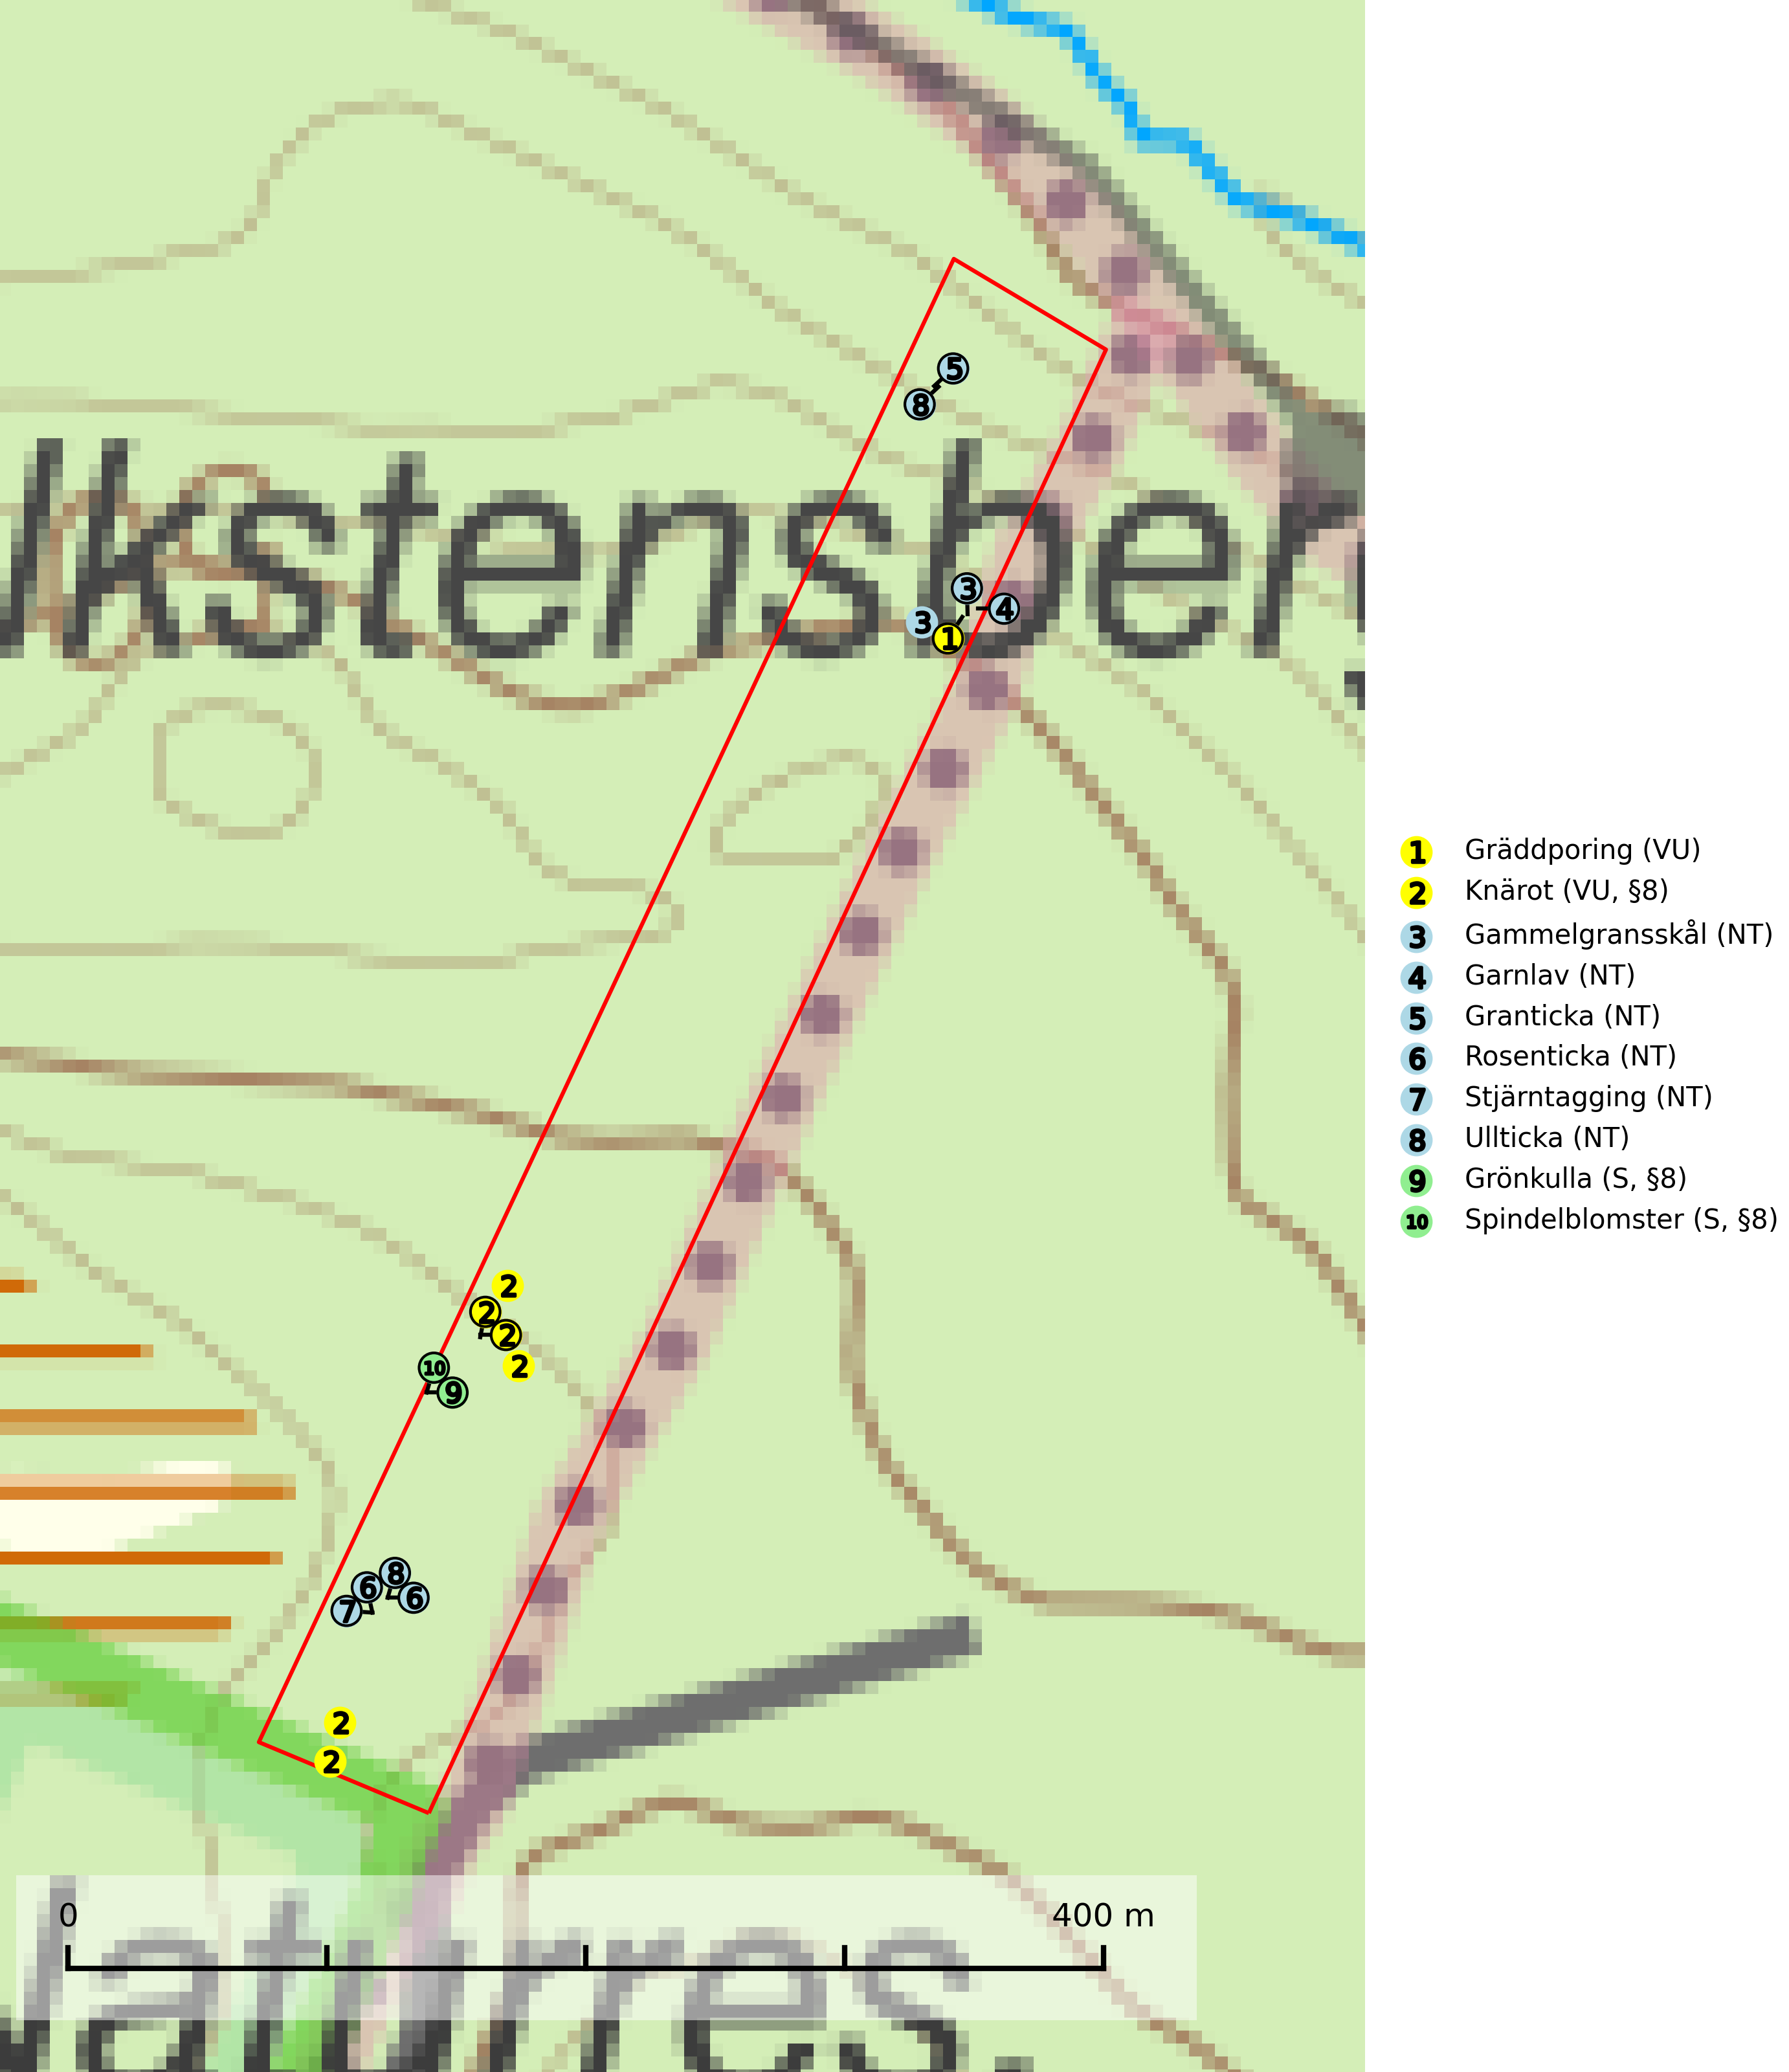 lkstensber
5
8
3
3
4
1
2
2
2
2
10
9
8
6
6
7
2
2
0 400 m
Natur res.
1 Gräddporing (VU)
2 Knärot (VU, §8)
3 Gammelgransskål (NT)
4 Garnlav (NT)
5 Granticka (NT)
6 Rosenticka (NT)
7 Stjärntagging (NT)
8 Ullticka (NT)
9 Grönkulla (S, §8)
10 Spindelblomster (S, §8)